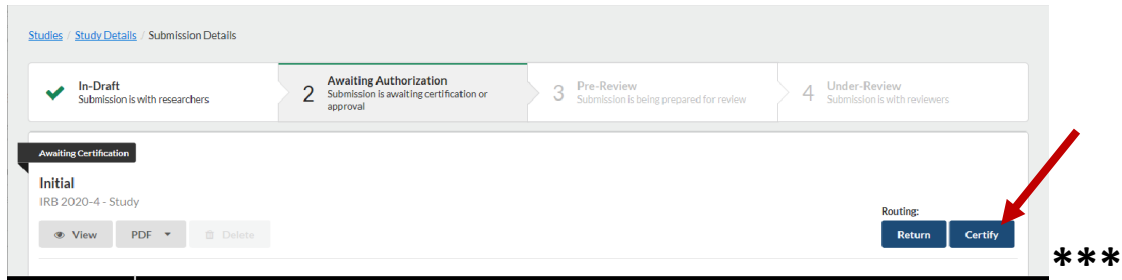 Studies / Study Details / Submission Details
In-Draft
Submission is with researchers
2
Awaiting Authorization
Submission is awaiting certification or
approval
3
Pre-Review
Submission is being prepared for review
4
Under-Review
Submission is with reviewers
Awaiting Certification
Initial
IRB 2020-4 - Study
Routing:
View PDF Delete Return Certify
***